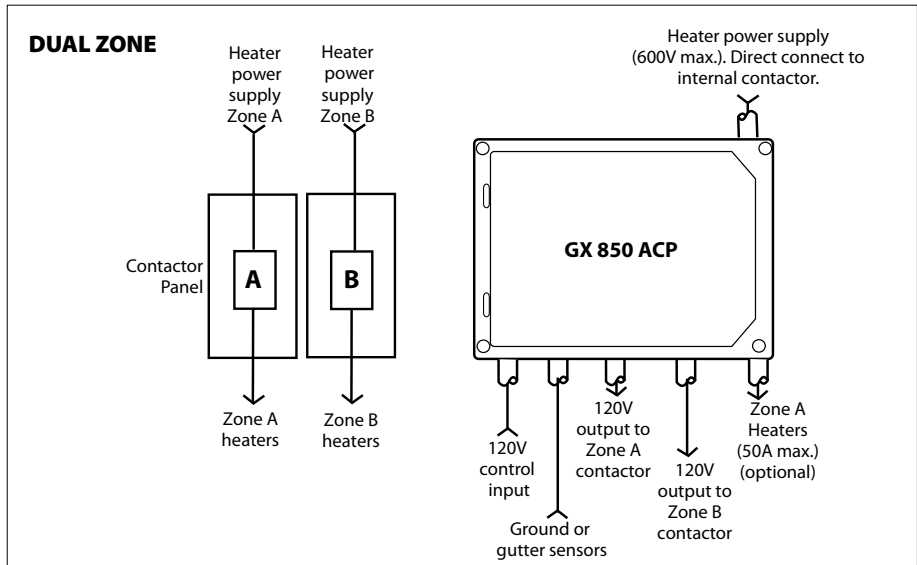 DUAL ZONE
Heater
power
supply
Zone A
Heater
power
supply
Zone B
Heater power supply
(600V max.). Direct connect to
internal contactor.
Contactor
Panel
A
B
GX 850 ACP
Zone A
heaters
Zone B
heaters
120V
control
input
Ground or
gutter sensors
120V
output to
Zone A
contactor
120V
output to
Zone B
contactor
Zone A
Heaters
(50A max.)
(optional)